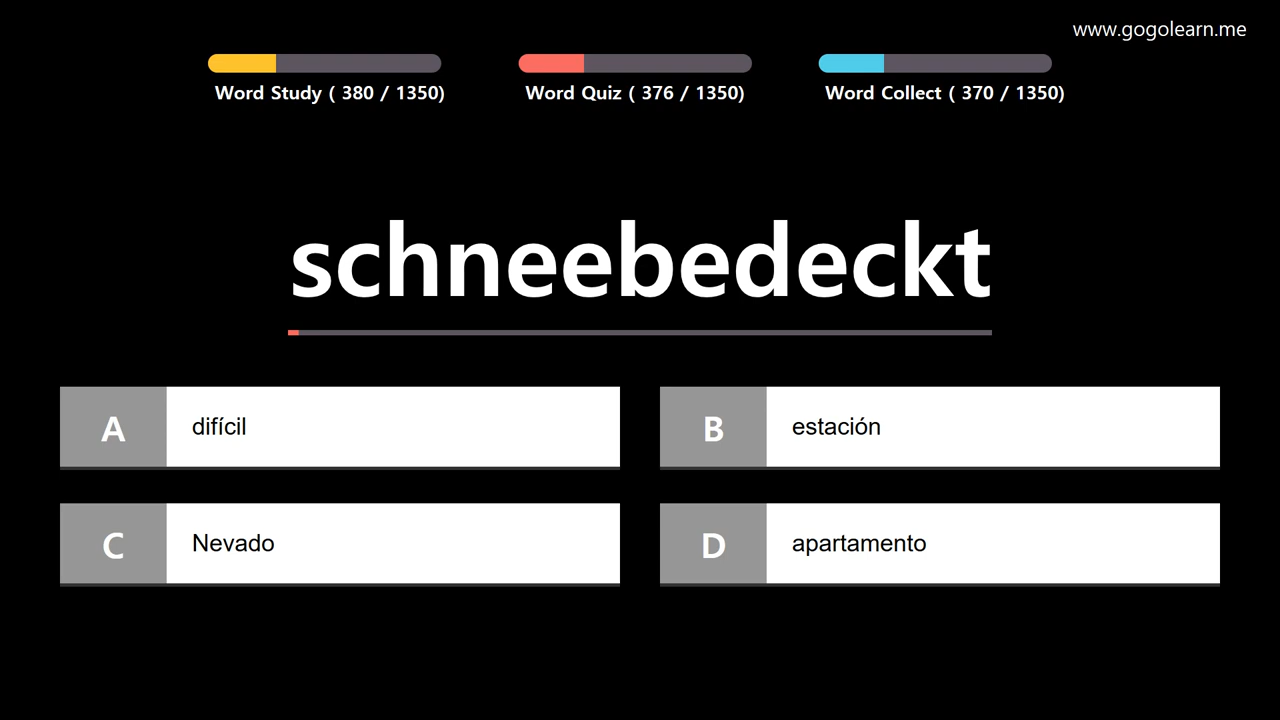 www.gogolearn.me
Word Study ( 380 / 1350)
Word Quiz ( 376 / 1350)
Word Collect ( 370 / 1350)
schneebedeckt
A difícil
B estación
C Nevado
D apartamento